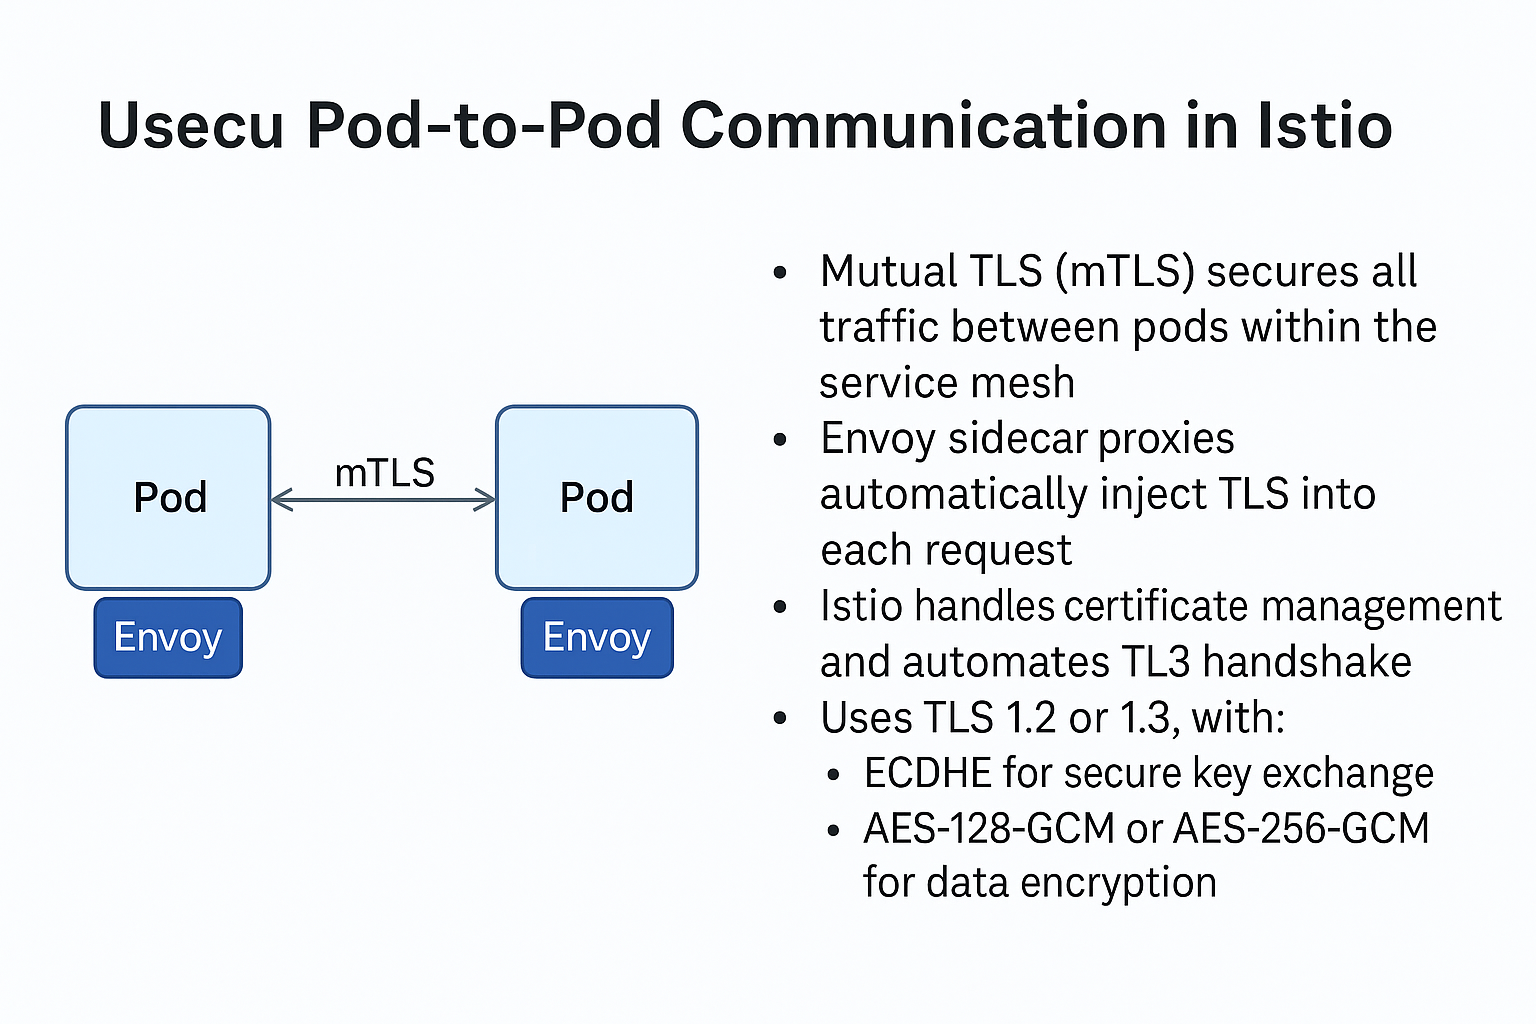 Usecu Pod-to-Pod Communication in Istio
Pod
mTLS
Pod
Envoy
Envoy
• Mutual TLS (mTLS) secures all
traffic between pods within the
service mesh
• Envoy sidecar proxies
automatically inject TLS into
each request
• Istio handles certificate management
and automates TL3 handshake
• Uses TLS 1.2 or 1.3, with:
• ECDHE for secure key exchange
• AES-128-GCM or AES-256-GCM
for data encryption